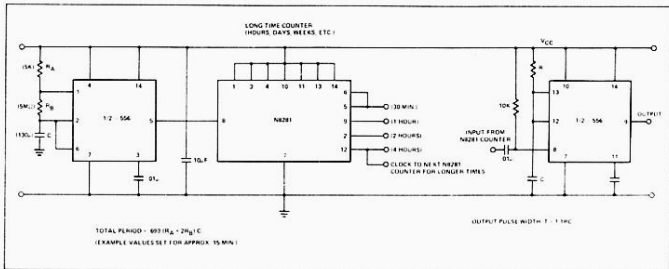 LONG TIME COUNTER
(HOURS, DAYS, WEEKS, ETC.)
VCC
(5K) RA
4 14
1
(5MΩ) RB
1/2 - 556
5
2
(130μ) C
6
7 3
.01μ
10μF
1 3 4 10 11 13 14
8
N8281
7
6
5 (30 MIN.)
9 (1 HOUR)
2 (2 HOURS)
12 (4 HOURS)
CLOCK TO NEXT N8281
COUNTER FOR LONGER TIMES
10K
INPUT FROM
N8281 COUNTER
.01μ
R
10 14
13
12
1/2 - 556
9 OUTPUT
8
7 11
C
TOTAL PERIOD = .693 (RA + 2RB) C
(EXAMPLE VALUES SET FOR APPROX. 15 MIN.)
OUTPUT PULSE WIDTH: T = 1.1RC